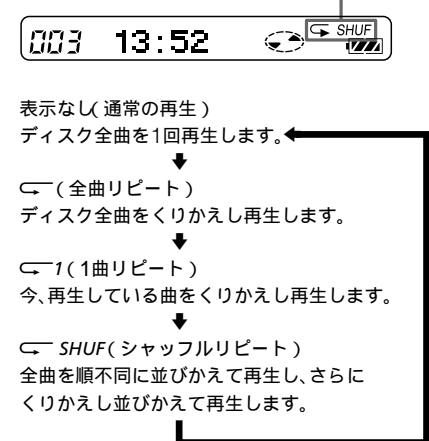 SHUF
003 13:52
表示なし(通常の再生)
ディスク全曲を1回再生します。
(全曲リピート)
ディスク全曲をくりかえし再生します。
1(1曲リピート)
今、再生している曲をくりかえし再生します。
SHUF(シャッフルリピート)
全曲を順不同に並びかえて再生し、さらに
くりかえし並びかえて再生します。